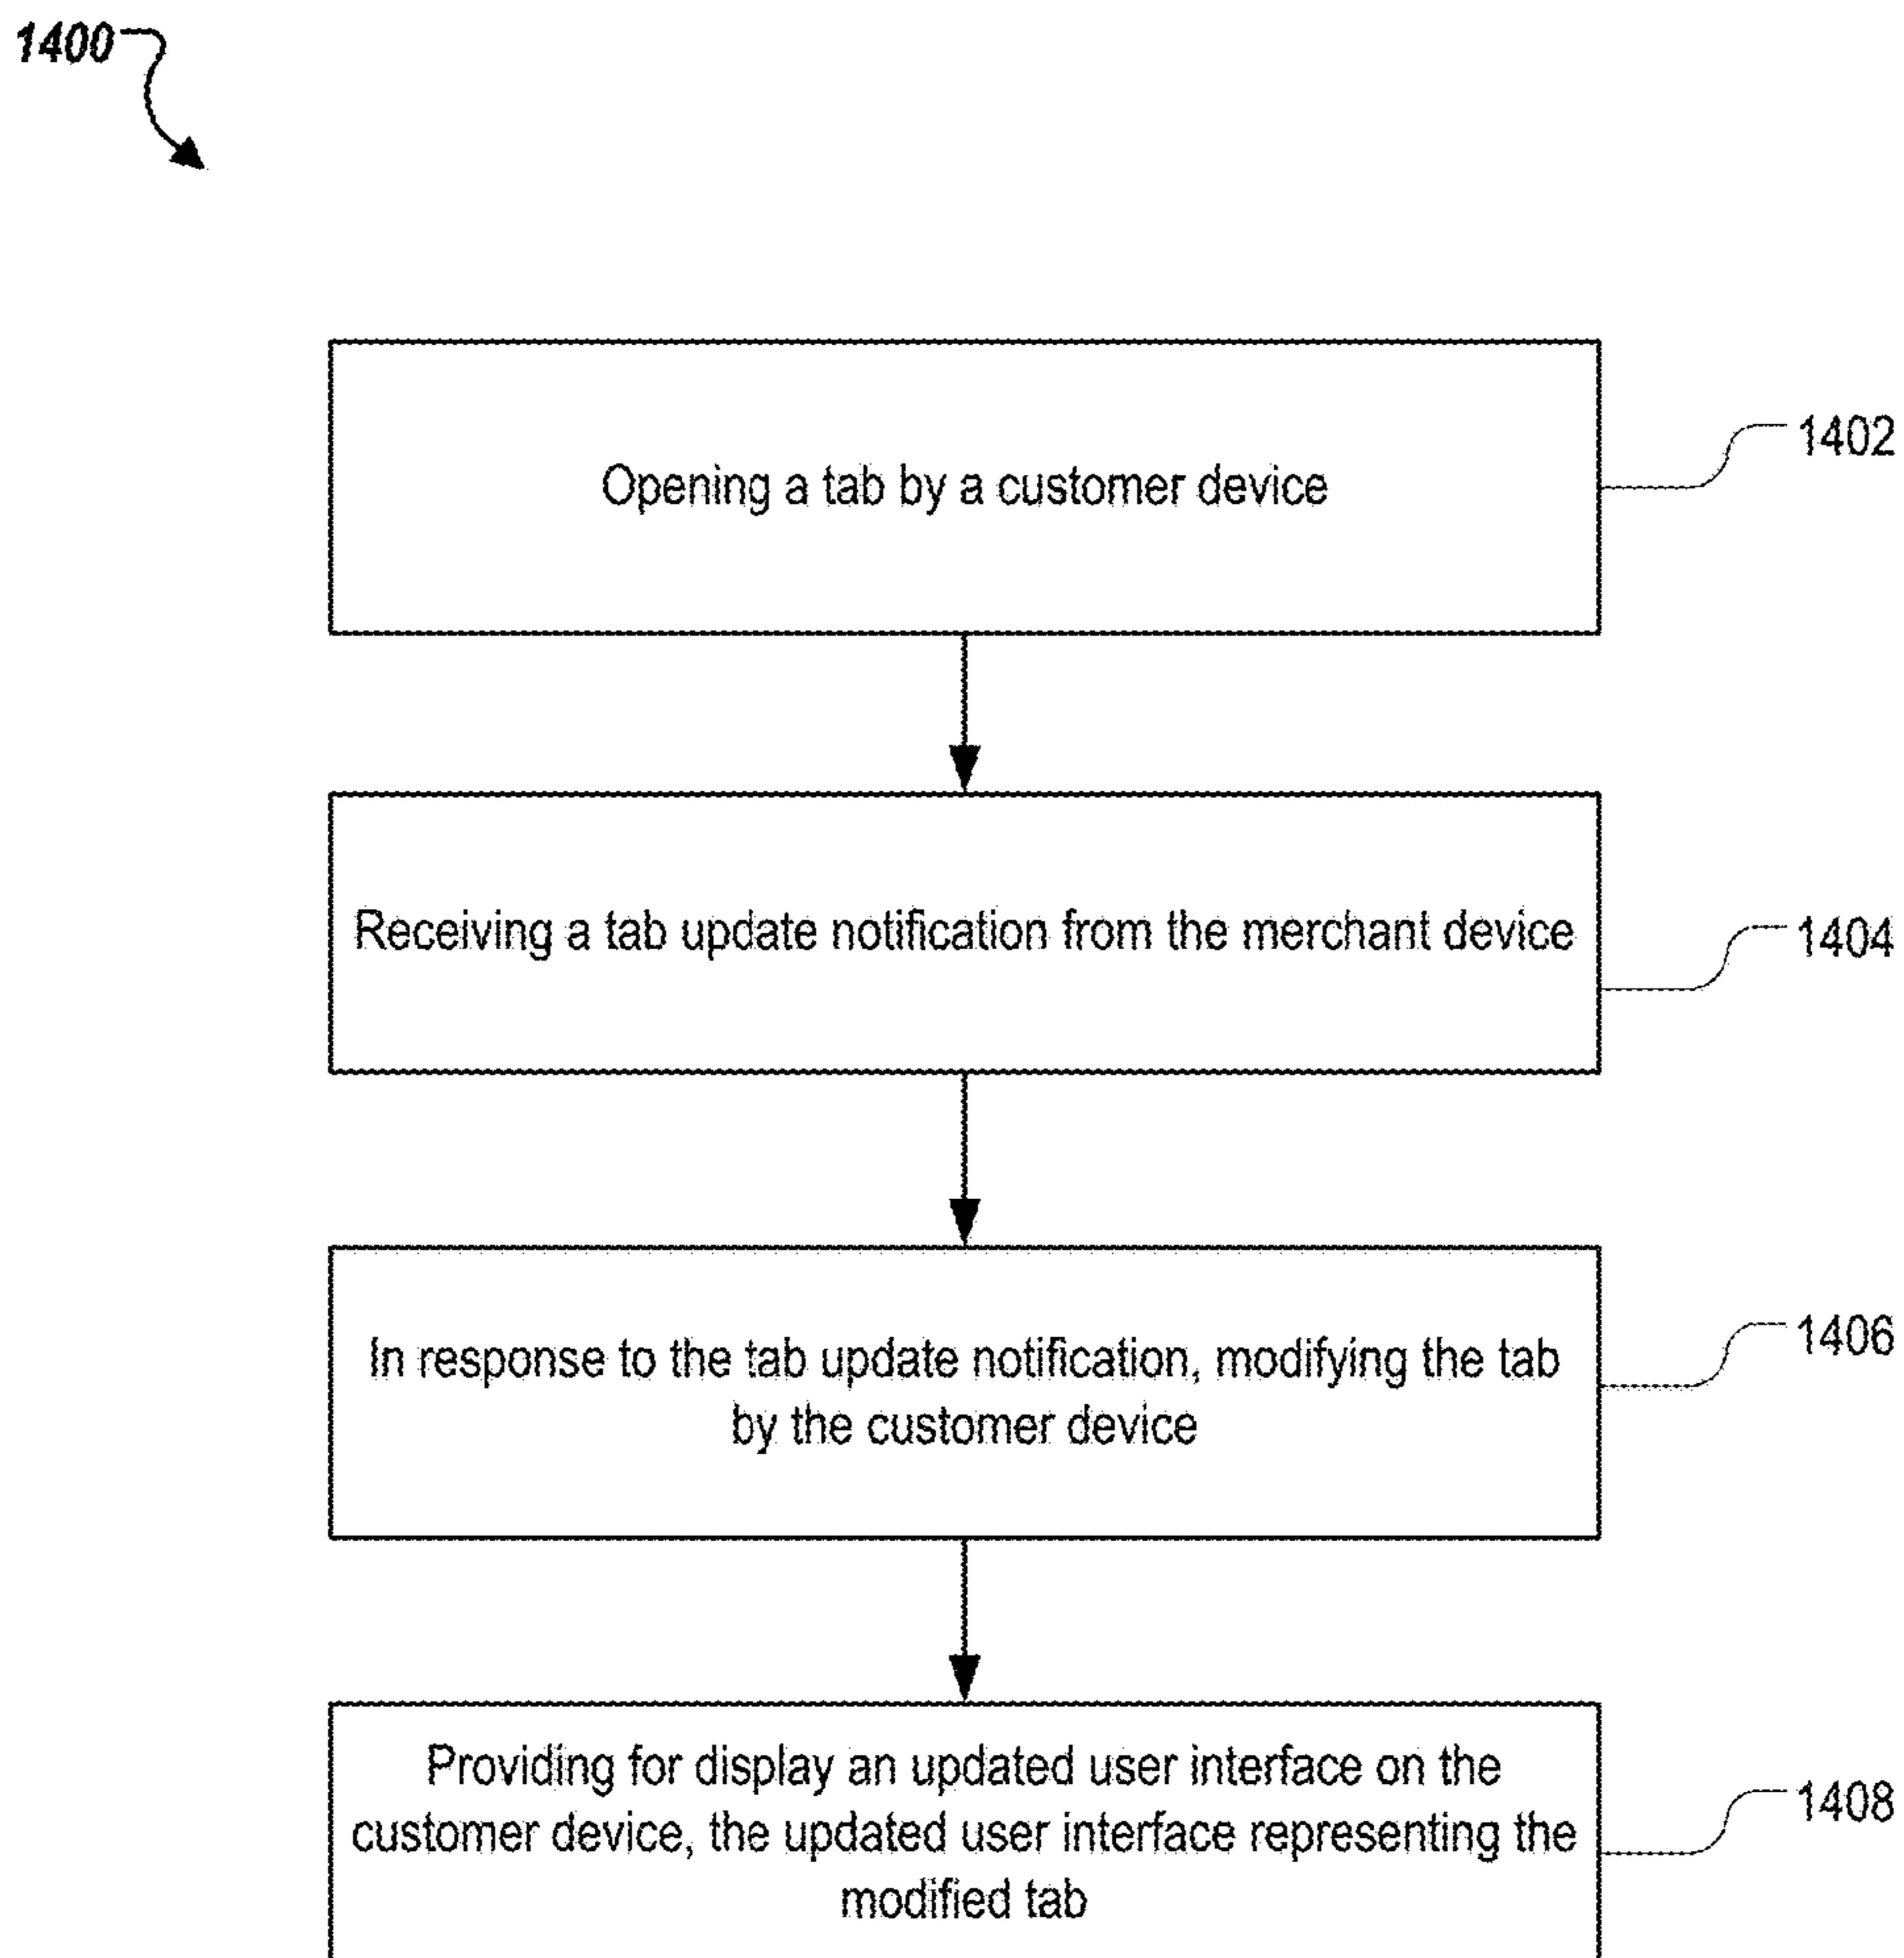 1400
Opening a tab by a customer device
1402
Receiving a tab update notification from the merchant device
1404
In response to the tab update notification, modifying the tab
by the customer device
1406
Providing for display an updated user interface on the
customer device, the updated user interface representing the
modified tab
1408